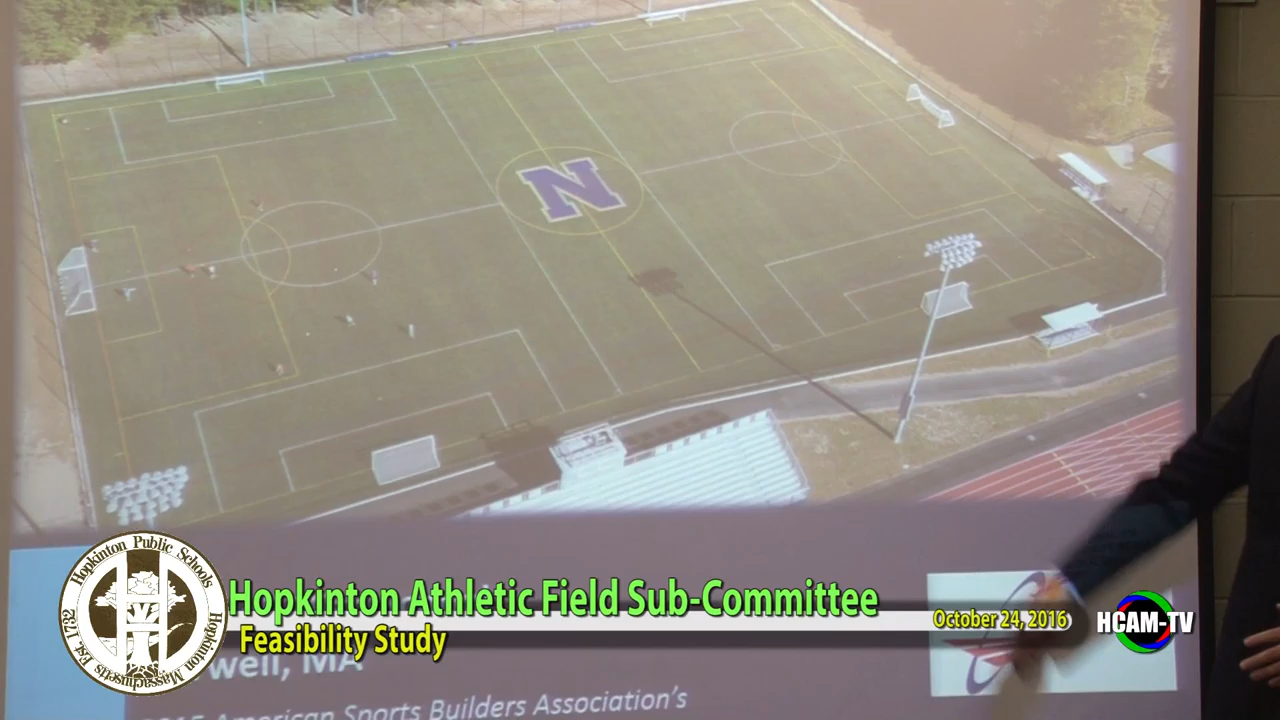 N
Hopkinton Public Schools
Hopkinton Massachusetts Est. 1732
H
Hopkinton Athletic Field Sub-Committee
October 24, 2016
HCAM-TV
Feasibility Study
well, MA
American Sports Builders Association's